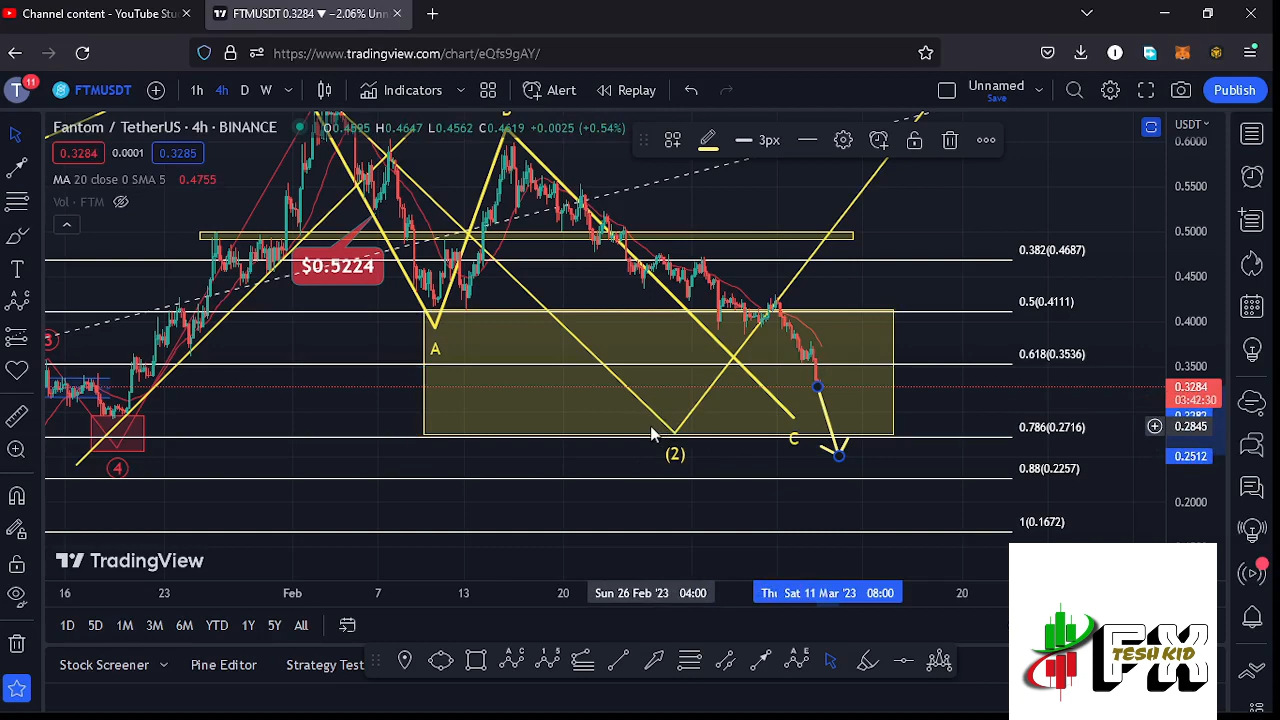 Channel content - YouTube Stu
FTMUSDT 0.3284 ▼ −2.06% Unn
https://www.tradingview.com/chart/eQfs9gAY/
T
11
FTMUSDT
1h
4h
D
W
Indicators
Alert
Replay
Unnamed
Save
Publish
Fantom / TetherUS · 4h · BINANCE
O0.4595 H0.4647 L0.4562 C0.4619 +0.0025 (+0.54%)
3px
USDT
0.3284
0.0001
0.3285
MA 20 close 0 SMA 5 0.4755
Vol · FTM
0.6000
0.5500
0.5000
0.4500
0.4000
0.3500
0.3284
03:42:30
0.3282
0.2845
0.2512
0.2000
0.382(0.4687)
0.5(0.4111)
0.618(0.3536)
0.786(0.2716)
0.88(0.2257)
1(0.1672)
$0.5224
A
C
(2)
3
4
TradingView
16
23
Feb
7
13
20
Sun 26 Feb '23 04:00
Thu
Sat 11 Mar '23 08:00
20
1D
5D
1M
3M
6M
YTD
1Y
5Y
All
Stock Screener
Pine Editor
Strategy Test
FX
TESH KID